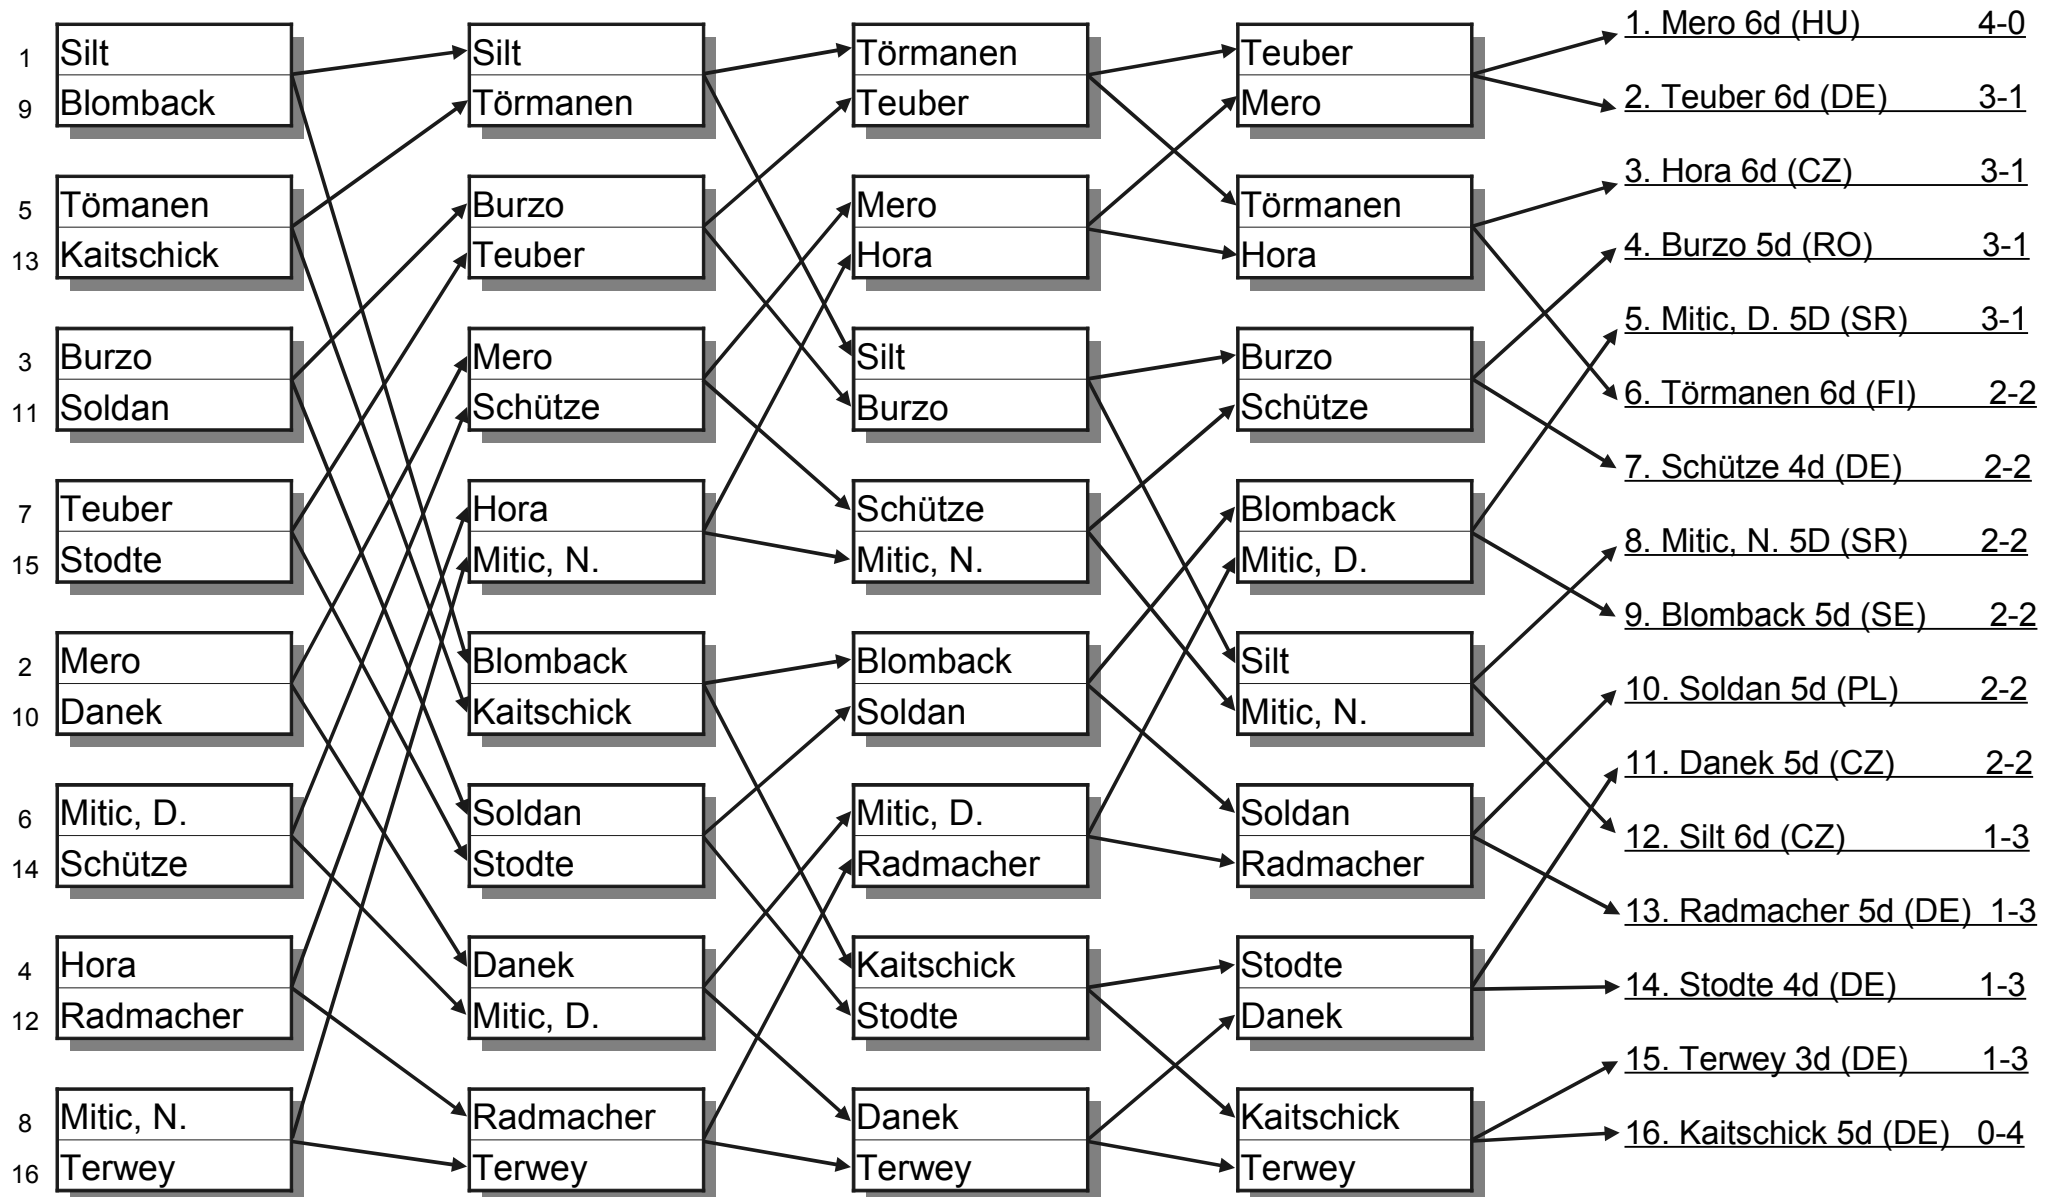 1 Silt
9 Blomback
5 Tömanen
13 Kaitschick
3 Burzo
11 Soldan
7 Teuber
15 Stodte
2 Mero
10 Danek
6 Mitic, D.
14 Schütze
4 Hora
12 Radmacher
8 Mitic, N.
16 Terwey
Silt
Törmanen
Burzo
Teuber
Mero
Schütze
Hora
Mitic, N.
Blomback
Kaitschick
Soldan
Stodte
Danek
Mitic, D.
Radmacher
Terwey
Törmanen
Teuber
Mero
Hora
Silt
Burzo
Schütze
Mitic, N.
Blomback
Soldan
Mitic, D.
Radmacher
Kaitschick
Stodte
Danek
Terwey
Teuber
Mero
Törmanen
Hora
Burzo
Schütze
Blomback
Mitic, D.
Silt
Mitic, N.
Soldan
Radmacher
Stodte
Danek
Kaitschick
Terwey
1. Mero 6d (HU) 4-0
2. Teuber 6d (DE) 3-1
3. Hora 6d (CZ) 3-1
4. Burzo 5d (RO) 3-1
5. Mitic, D. 5D (SR) 3-1
6. Törmanen 6d (FI) 2-2
7. Schütze 4d (DE) 2-2
8. Mitic, N. 5D (SR) 2-2
9. Blomback 5d (SE) 2-2
10. Soldan 5d (PL) 2-2
11. Danek 5d (CZ) 2-2
12. Silt 6d (CZ) 1-3
13. Radmacher 5d (DE) 1-3
14. Stodte 4d (DE) 1-3
15. Terwey 3d (DE) 1-3
16. Kaitschick 5d (DE) 0-4